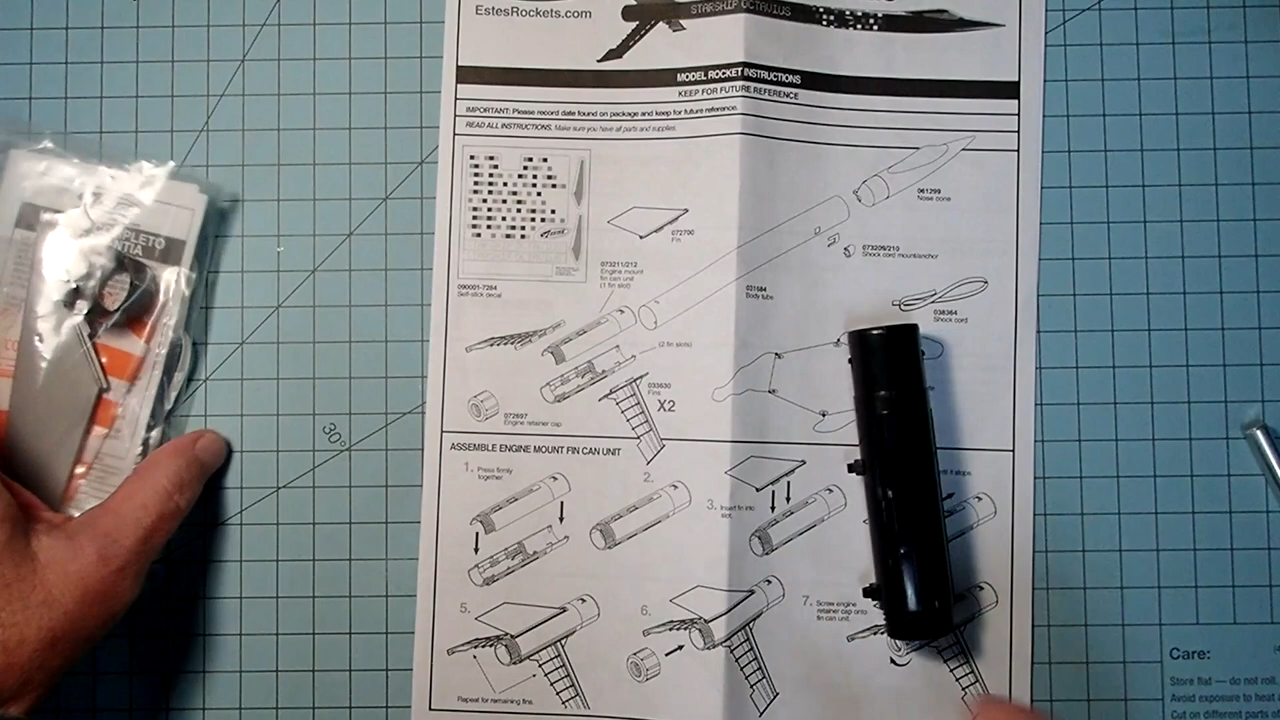 EstesRockets.com
STARSHIP OCTAVIUS
MODEL ROCKET INSTRUCTIONS
KEEP FOR FUTURE REFERENCE
IMPORTANT: Please record date found on package and keep for future reference.
READ ALL INSTRUCTIONS. Make sure you have all parts and supplies.
061299
Nose cone
072700
Fin
073209/210
Shock cord mount/anchor
073211/212
Engine mount
fin can unit
(1 fin slot)
090001-7284
Self-stick decal
031584
Body tube
038364
Shock cord
(2 fin slots)
033630
Fins
X2
072697
Engine retainer cap
ASSEMBLE ENGINE MOUNT FIN CAN UNIT
1. Press firmly
together.
2.
3. Insert fin into
slot.
until it stops.
5.
6.
7. Screw engine
retainer cap onto
fin can unit.
Repeat for remaining fins.
30°
Care:
Store flat — do not roll.
Avoid exposure to heat
Cut on different parts of